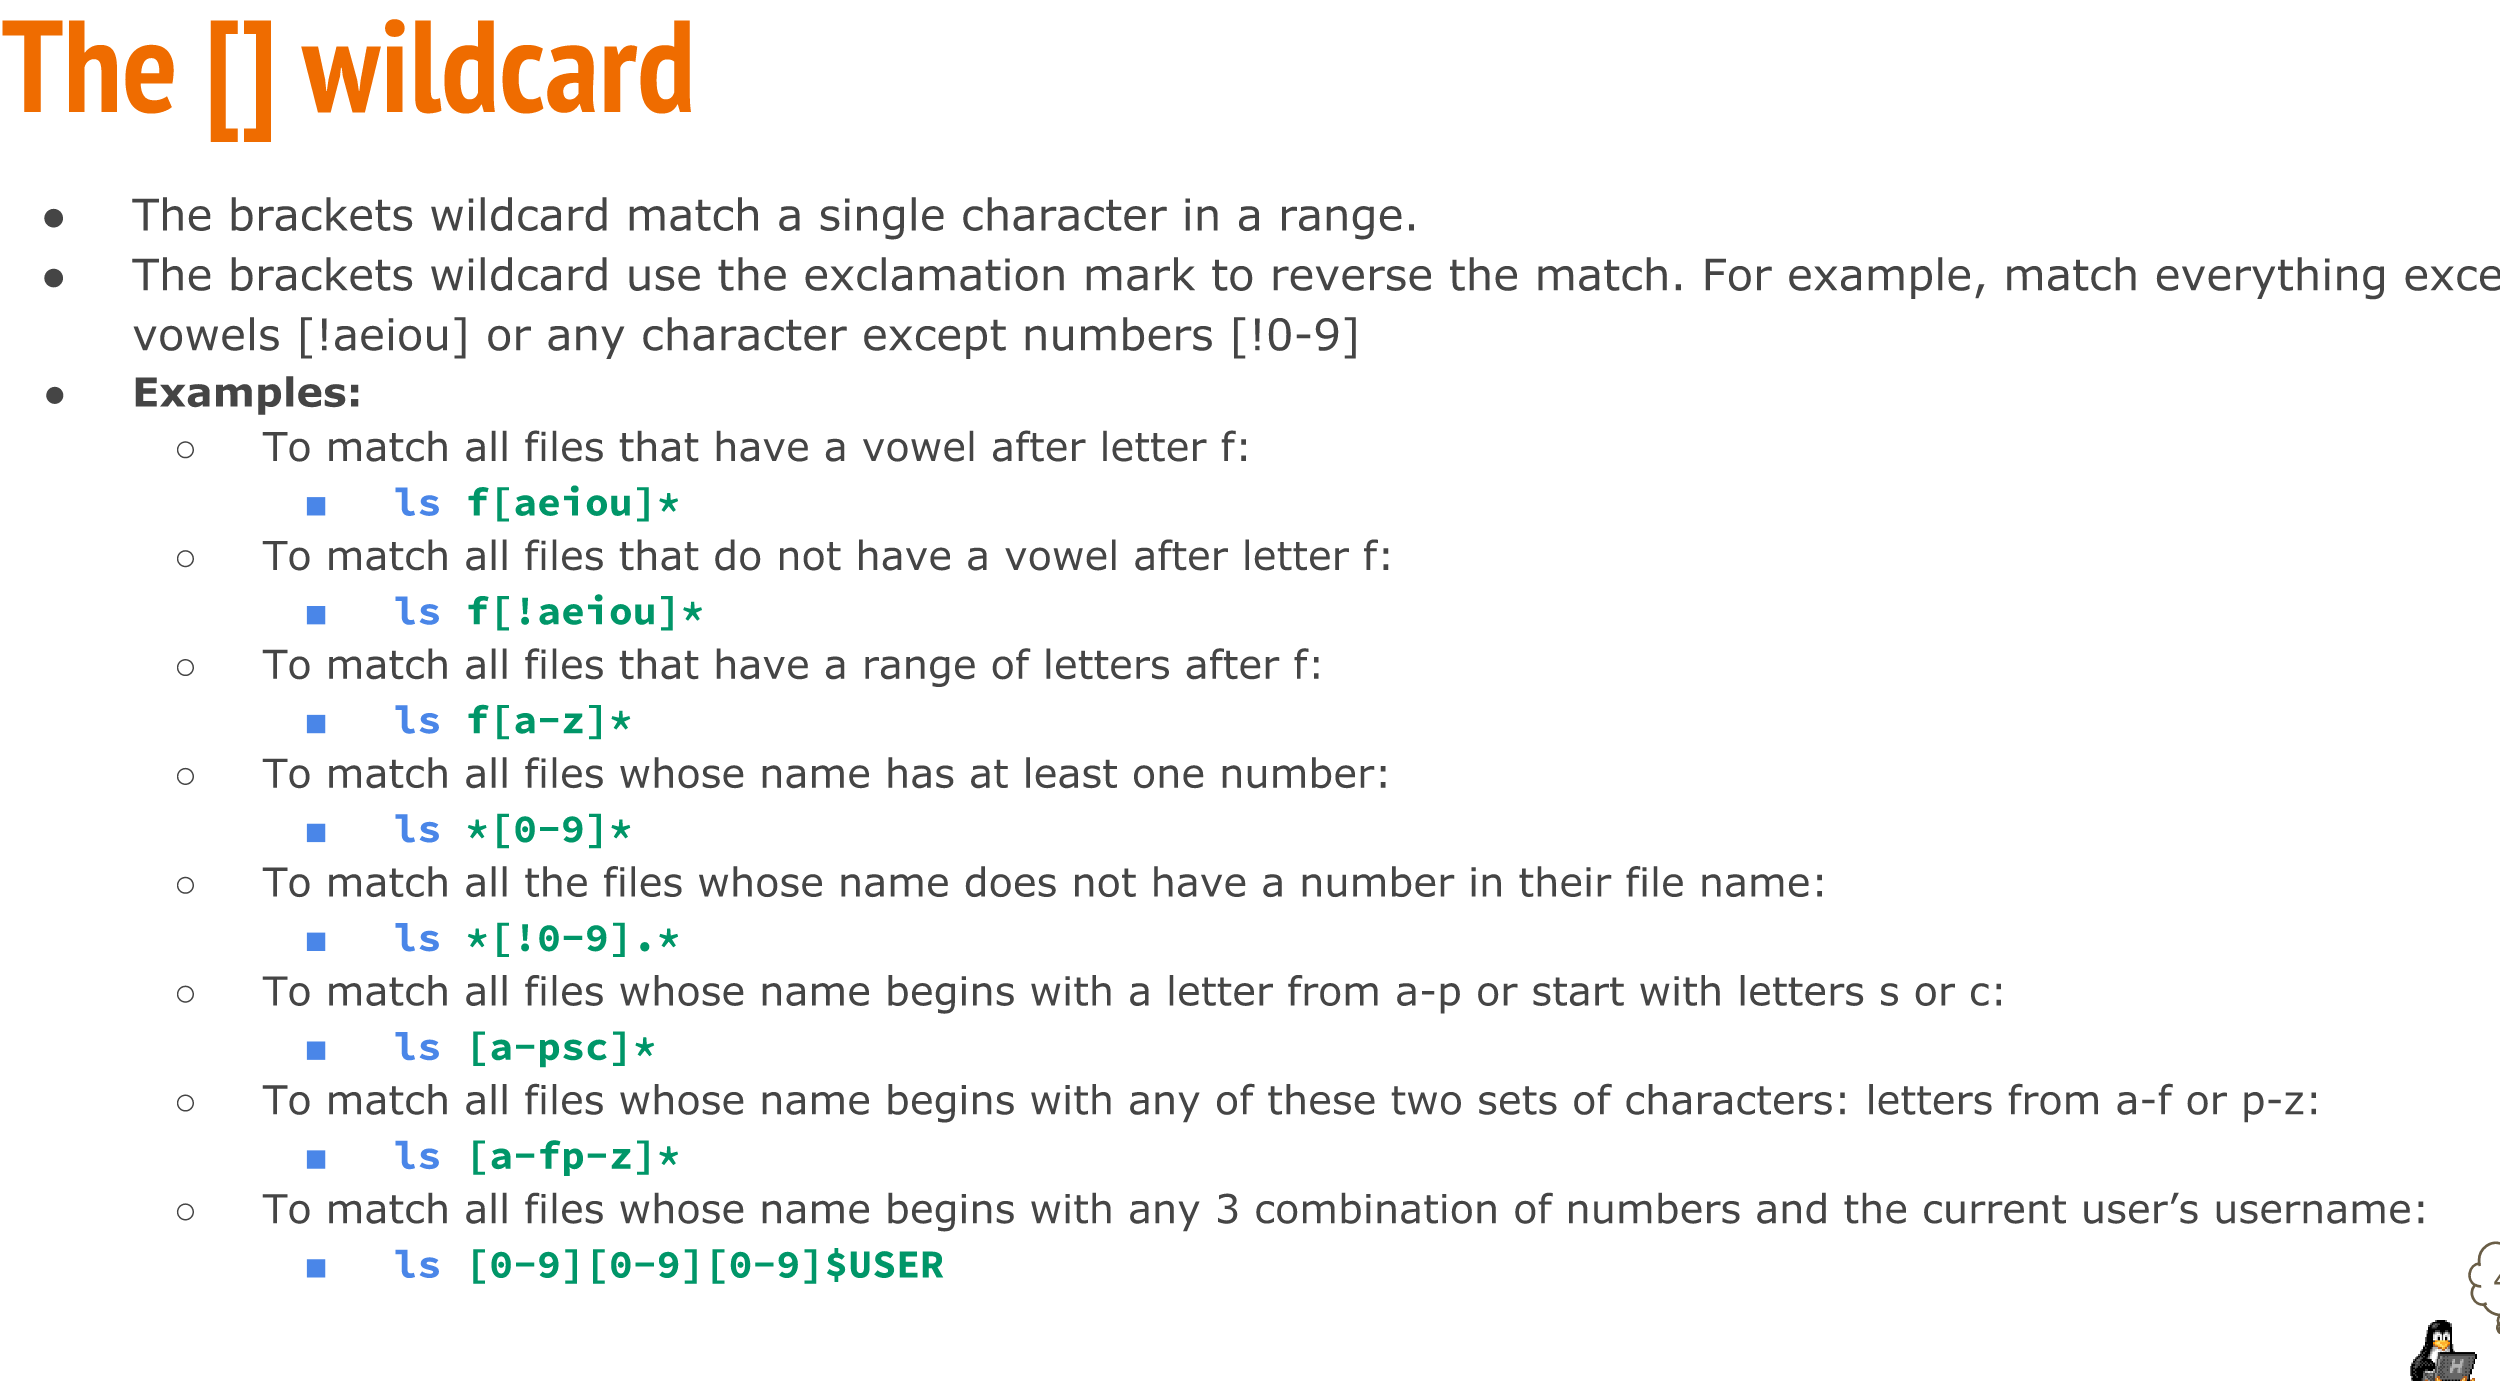 The [] wildcard
● The brackets wildcard match a single character in a range.
● The brackets wildcard use the exclamation mark to reverse the match. For example, match everything
vowels [!aeiou] or any character except numbers [!0-9]
● Examples:
○ To match all files that have a vowel after letter f:
■ ls f[aeiou]*
○ To match all files that do not have a vowel after letter f:
■ ls f[!aeiou]*
○ To match all files that have a range of letters after f:
■ ls f[a-z]*
○ To match all files whose name has at least one number:
■ ls *[0-9]*
○ To match all the files whose name does not have a number in their file name:
■ ls *[!0-9].*
○ To match all files whose name begins with a letter from a-p or start with letters s or c:
■ ls [a-psc]*
○ To match all files whose name begins with any of these two sets of characters: letters from a-f or p-z:
■ ls [a-fp-z]*
○ To match all files whose name begins with any 3 combination of numbers and the current user’s username:
■ ls [0-9][0-9][0-9]$USER
H